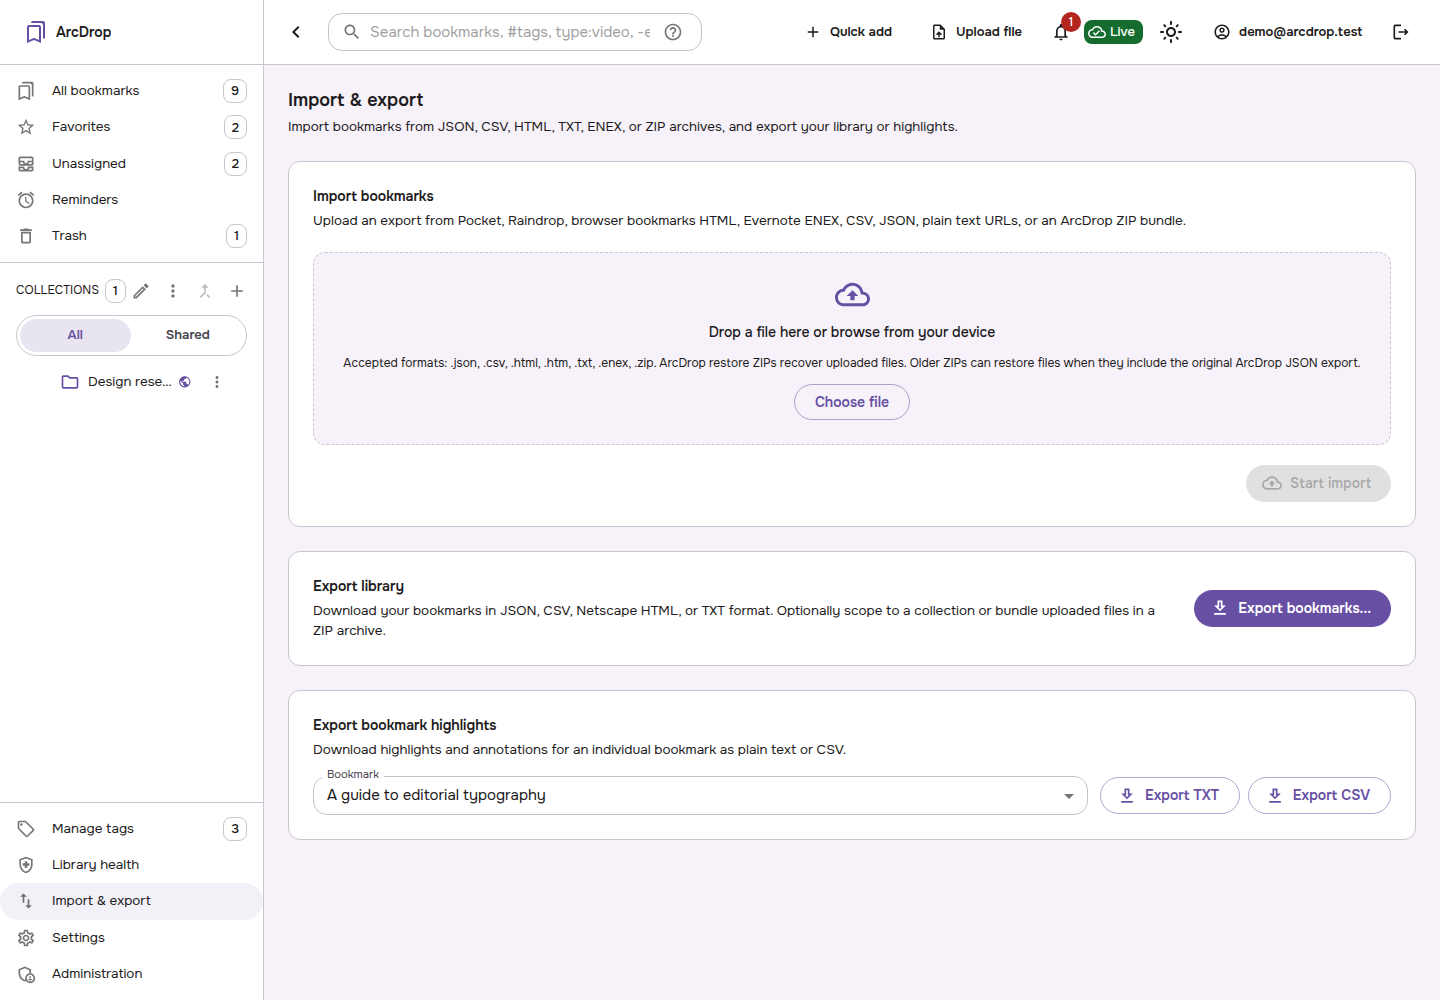 ArcDrop
Search bookmarks, #tags, type:video, -e
Quick add
Upload file
1
Live
demo@arcdrop.test
All bookmarks 9
Favorites 2
Unassigned 2
Reminders
Trash 1
COLLECTIONS 1
All Shared
Design rese...
Manage tags 3
Library health
Import & export
Settings
Administration
Import & export
Import bookmarks from JSON, CSV, HTML, TXT, ENEX, or ZIP archives, and export your library or highlights.
Import bookmarks
Upload an export from Pocket, Raindrop, browser bookmarks HTML, Evernote ENEX, CSV, JSON, plain text URLs, or an ArcDrop ZIP bundle.
Drop a file here or browse from your device
Accepted formats: .json, .csv, .html, .htm, .txt, .enex, .zip. ArcDrop restore ZIPs recover uploaded files. Older ZIPs can restore files when they include the original ArcDrop JSON export.
Choose file
Start import
Export library
Download your bookmarks in JSON, CSV, Netscape HTML, or TXT format. Optionally scope to a collection or bundle uploaded files in a
ZIP archive.
Export bookmarks...
Export bookmark highlights
Download highlights and annotations for an individual bookmark as plain text or CSV.
Bookmark
A guide to editorial typography
Export TXT
Export CSV